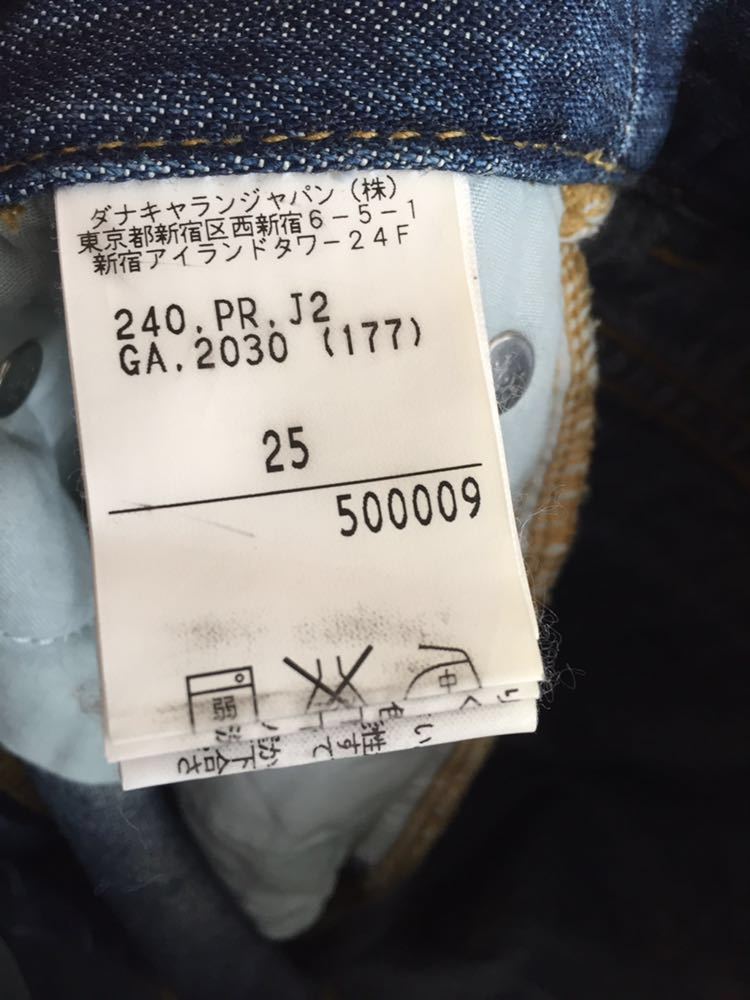 ダナキャランジャパン（株）
東京都新宿区西新宿6-5-1
新宿アイランドタワー24F
240.PR.J2
GA.2030 (177)
25
500009
弱
中